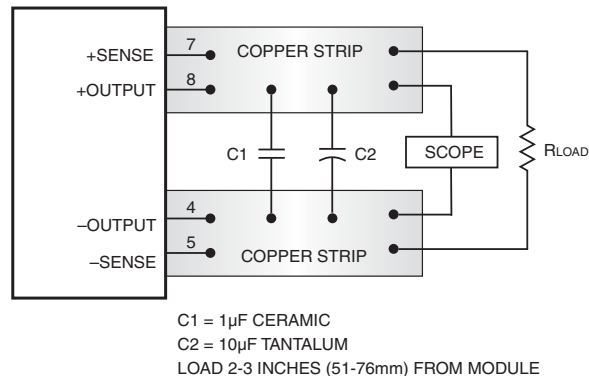 +SENSE 7 COPPER STRIP
+OUTPUT 8
C1 C2 SCOPE RLOAD
–OUTPUT 4
–SENSE 5 COPPER STRIP
C1 = 1µF CERAMIC
C2 = 10µF TANTALUM
LOAD 2-3 INCHES (51-76mm) FROM MODULE